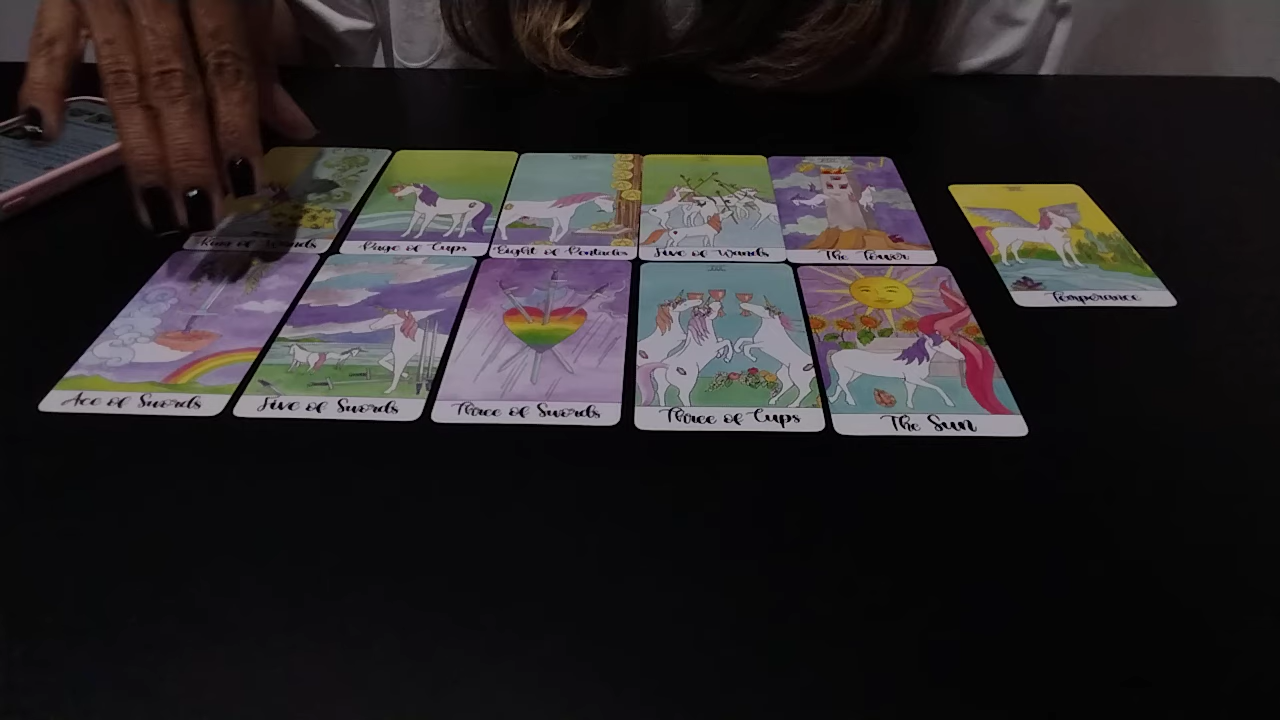 King of Wands
Page of Cups
Eight of Pentacles
Five of Wands
The Tower
Temperance
Ace of Swords
Five of Swords
Three of Swords
Three of Cups
The Sun